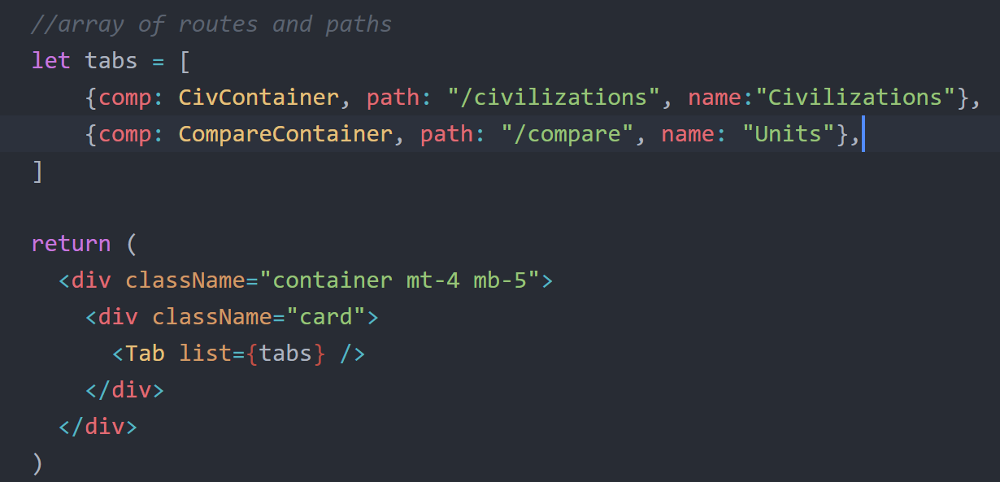 //array of routes and paths
let tabs = [
    {comp: CivContainer, path: "/civilizations", name:"Civilizations"},
    {comp: CompareContainer, path: "/compare", name: "Units"},
]

return (
  <div className="container mt-4 mb-5">
    <div className="card">
      <Tab list={tabs} />
    </div>
  </div>
)